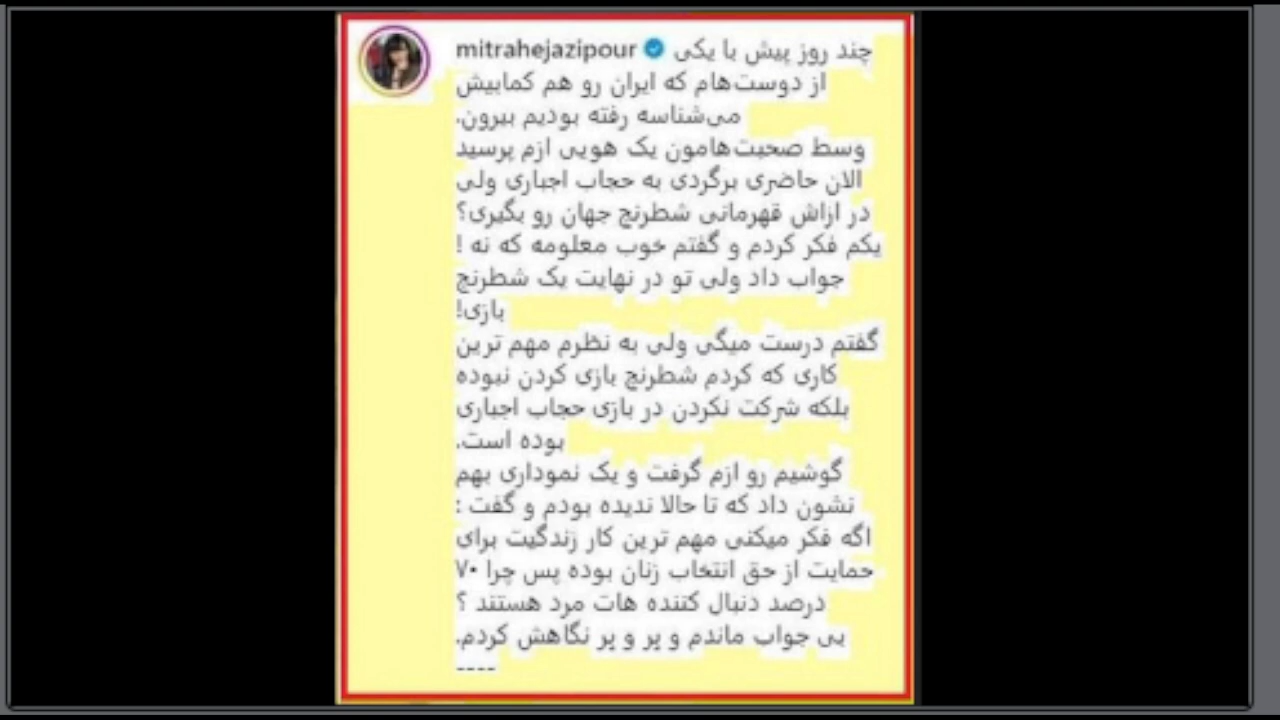 mitrahejazipour چند روز پیش با یکی
از دوست‌هام که ایران رو هم کمابیش
می‌شناسه رفته بودیم بیرون.
وسط صحبت‌هامون یک هویی ازم پرسید
الان حاضری برگردی به حجاب اجباری ولی
در ازاش قهرمانی شطرنج جهان رو بگیری؟
یکم فکر کردم و گفتم خوب معلومه که نه !
جواب داد ولی تو در نهایت یک شطرنج
بازی!
گفتم درست میگی ولی به نظرم مهم ترین
کاری که کردم شطرنج بازی کردن نبوده
بلکه شرکت نکردن در بازی حجاب اجباری
بوده است.
گوشیم رو ازم گرفت و یک نموداری بهم
نشون داد که تا حالا ندیده بودم و گفت :
اگه فکر میکنی مهم ترین کار زندگیت برای
حمایت از حق انتخاب زنان بوده پس چرا ۷۰
درصد دنبال کننده هات مرد هستند ؟
بی جواب ماندم و پر و پر نگاهش کردم.
----